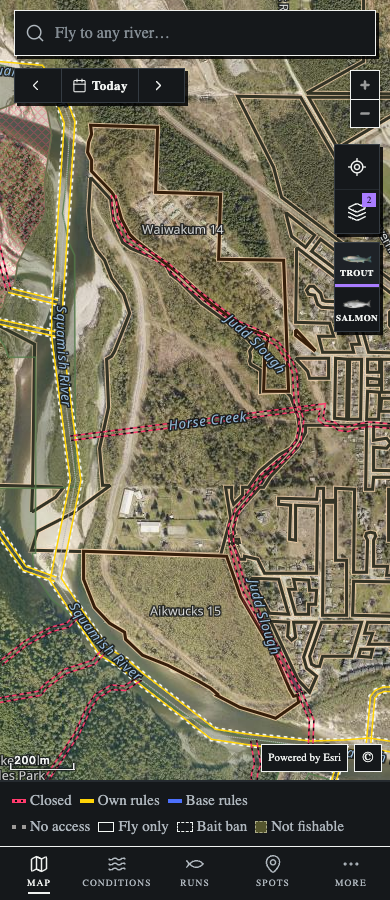 Fly to any river…
Today
+
−
2
TROUT
SALMON
Waiwakum 14
Judd Slough
Squamish River
Horse Creek
Judd Slough
Aikwucks 15
Squamish River
200 m
les Park
Powered by Esri
©
Closed
Own rules
Base rules
No access
Fly only
Bait ban
Not fishable
MAP
CONDITIONS
RUNS
SPOTS
MORE